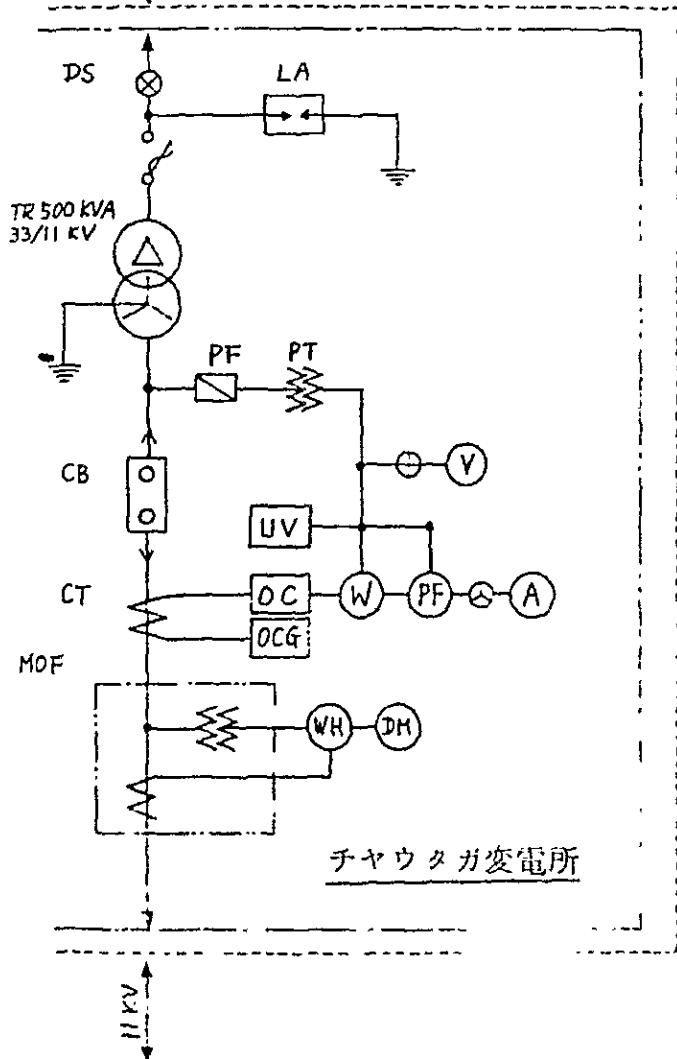 DS
LA
TR 500 KVA
33/11 KV
PF
PT
CB
V
UV
CT
OC
W
PF
A
OCG
MOF
WH
DM
チヤウタガ変電所
11 KV